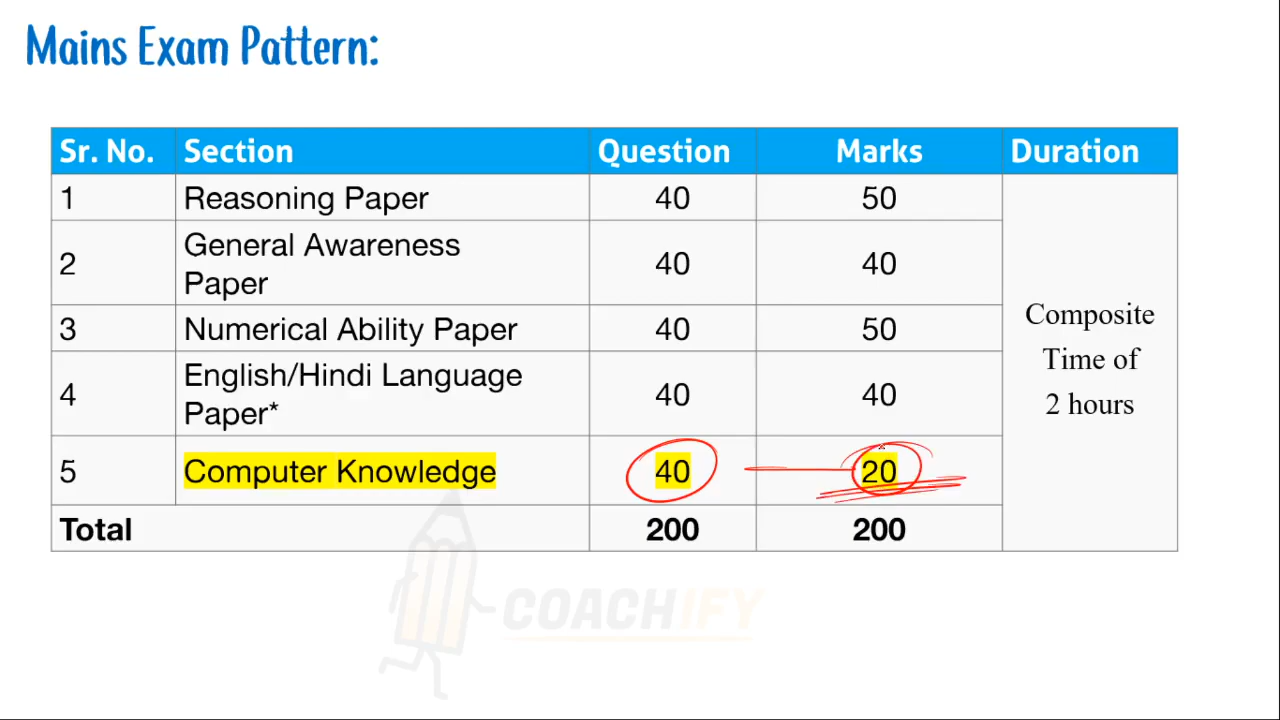 Mains Exam Pattern:
Sr. No. Section Question Marks Duration
1 Reasoning Paper 40 50
2 General Awareness Paper 40 40
3 Numerical Ability Paper 40 50
4 English/Hindi Language Paper* 40 40
5 Computer Knowledge 40 20
Composite
Time of
2 hours
Total 200 200
COACHIFY